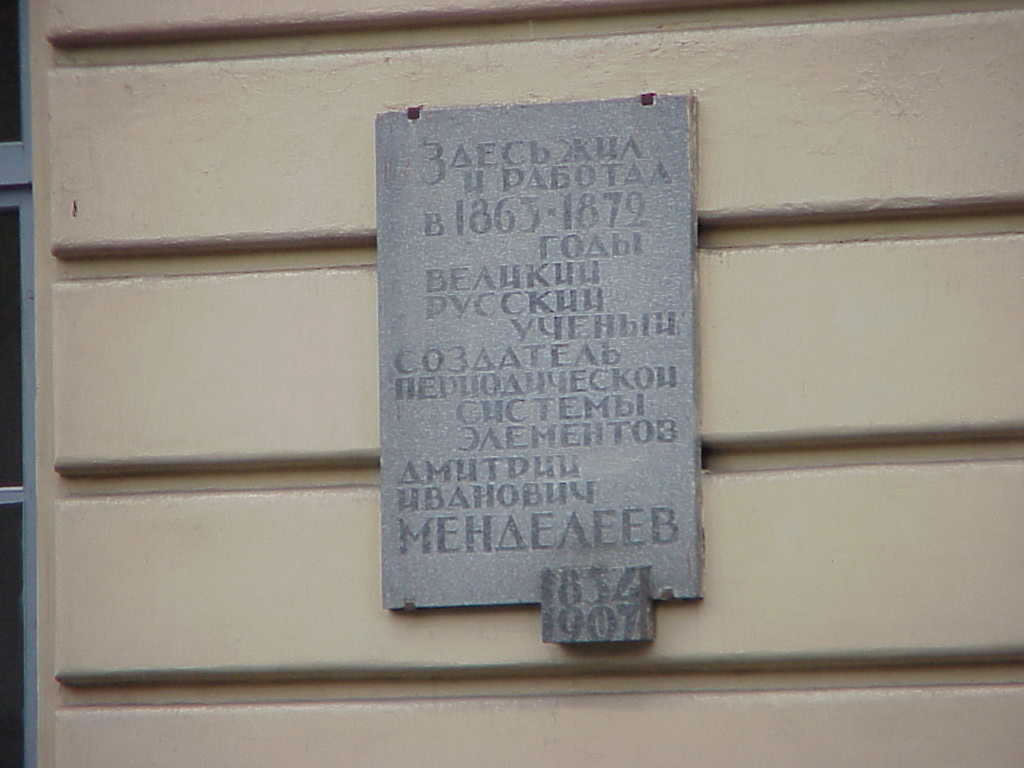 ЗДЕСЬ ЖИЛ
И РАБОТАЛ
В 1863-1872
ГОДЫ
ВЕЛИКИЙ
РУССКИЙ
УЧЕНЫЙ
СОЗДАТЕЛЬ
ПЕРИОДИЧЕСКОЙ
СИСТЕМЫ
ЭЛЕМЕНТОВ
ДМИТРИЙ
ИВАНОВИЧ
МЕНДЕЛЕЕВ
1834
1907